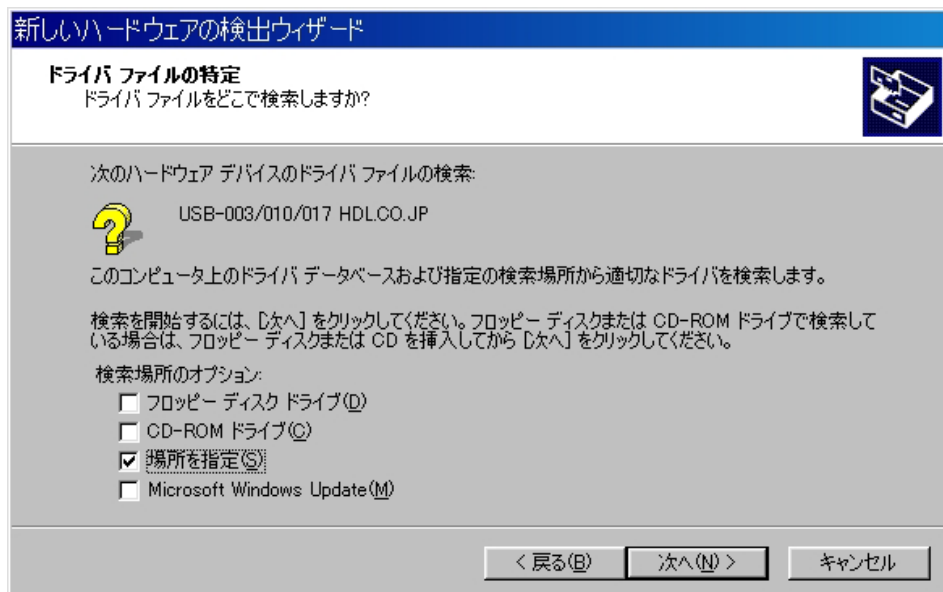 新しいハードウェアの検出ウィザード
ドライバ ファイルの特定
ドライバ ファイルをどこで検索しますか?
次のハードウェア デバイスのドライバ ファイルの検索:
USB-003/010/017 HDL.CO.JP
このコンピュータ上のドライバ データベースおよび指定の検索場所から適切なドライバを検索します。
検索を開始するには、[次へ] をクリックしてください。フロッピー ディスクまたは CD-ROM ドライブで検索して
いる場合は、フロッピー ディスクまたは CD を挿入してから [次へ] をクリックしてください。
検索場所のオプション:
フロッピー ディスク ドライブ(D)
CD-ROM ドライブ(C)
場所を指定(S)
Microsoft Windows Update(M)
< 戻る(B) 次へ(N) > キャンセル